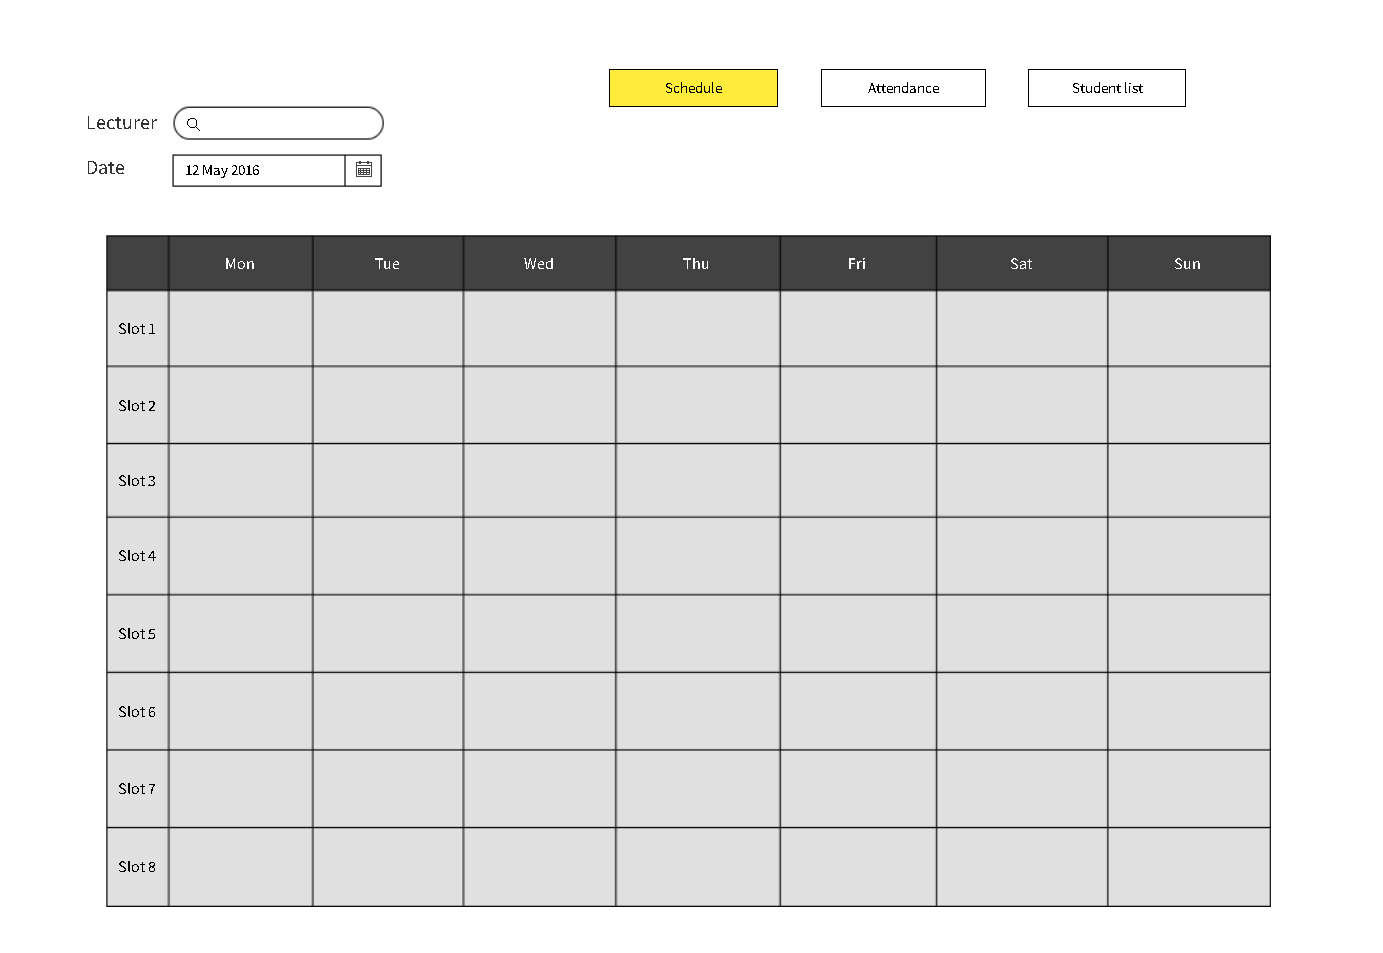 Schedule Attendance Student list
Lecturer
Date 12 May 2016
Mon Tue Wed Thu Fri Sat Sun
Slot 1
Slot 2
Slot 3
Slot 4
Slot 5
Slot 6
Slot 7
Slot 8